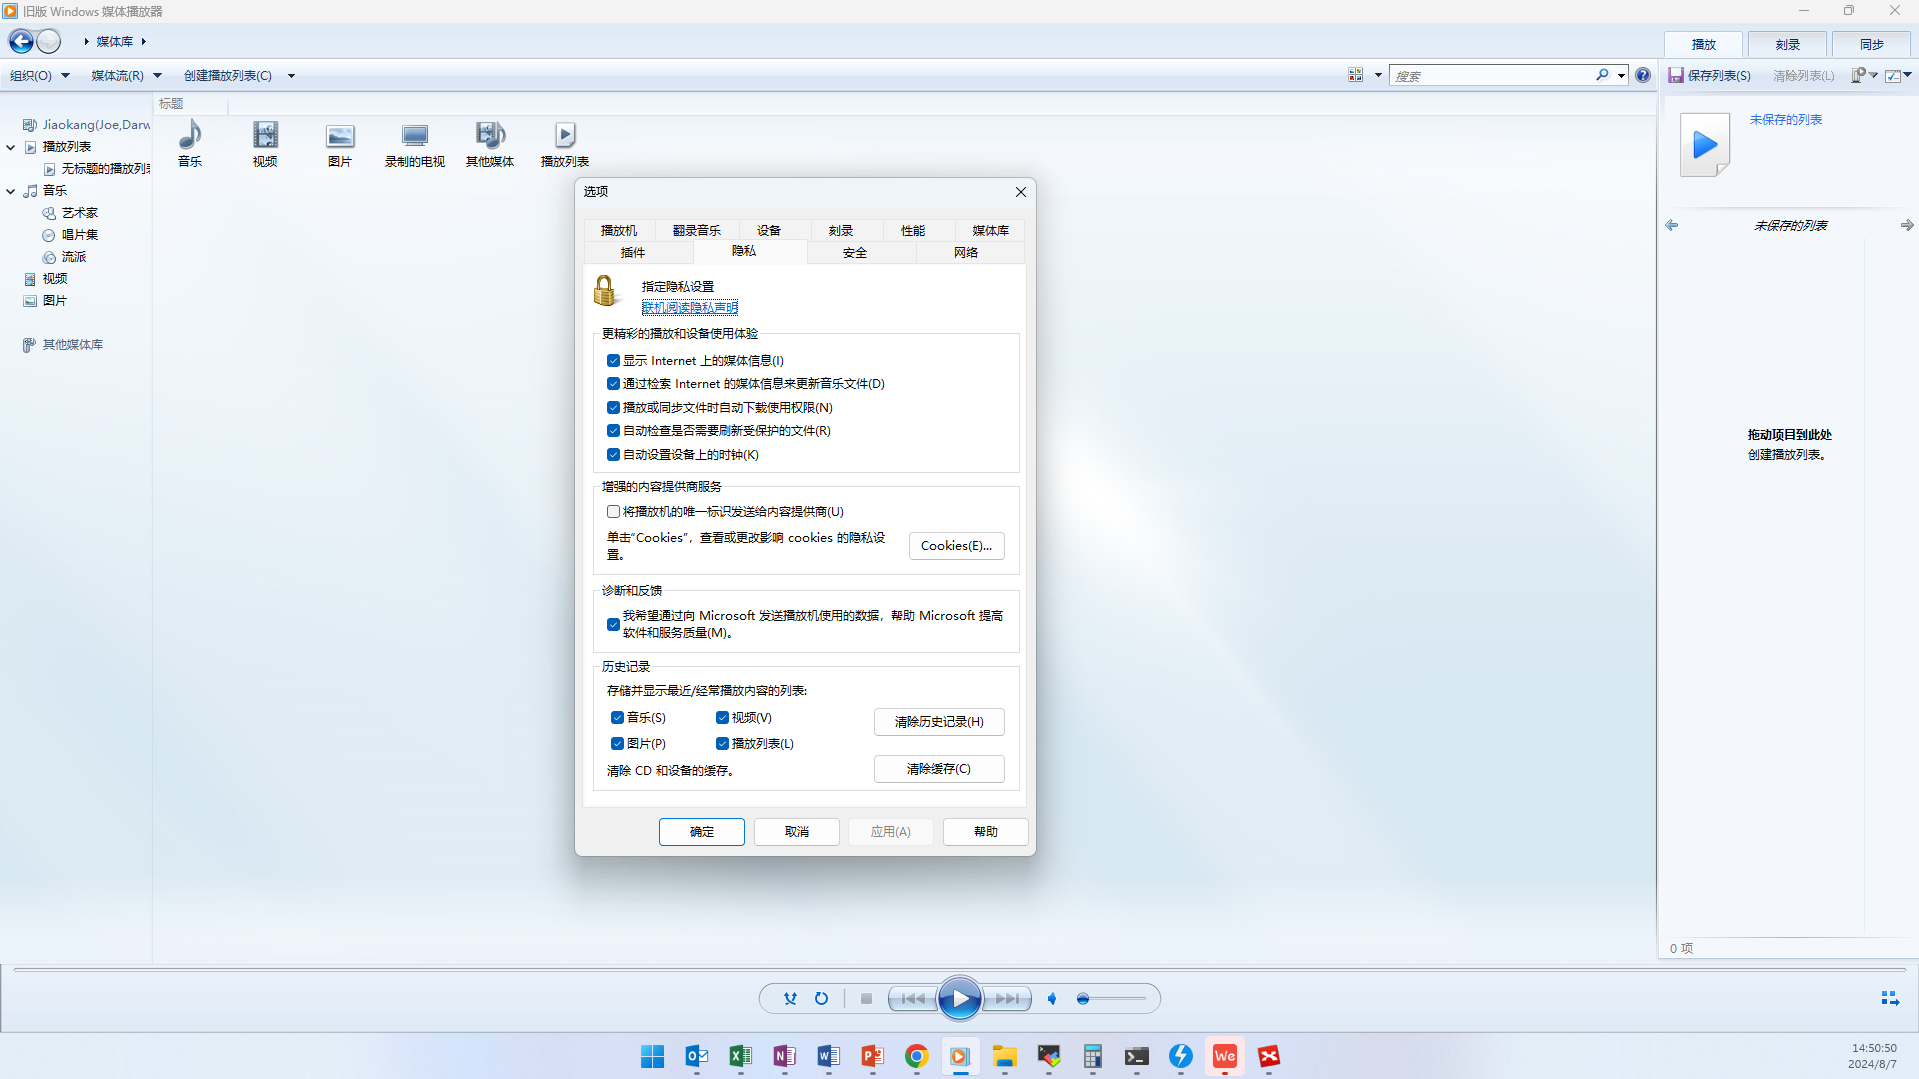 旧版 Windows 媒体播放器
媒体库
播放
刻录
同步
组织(O)
媒体流(R)
创建播放列表(C)
搜索
保存列表(S)
清除列表(L)
标题
Jiaokang(Joe,Darw
播放列表
无标题的播放列表
音乐
艺术家
唱片集
流派
视频
图片
其他媒体库
音乐
视频
图片
录制的电视
其他媒体
播放列表
未保存的列表
未保存的列表
拖动项目到此处
创建播放列表。
0 项
选项
播放机
翻录音乐
设备
刻录
性能
媒体库
插件
隐私
安全
网络
指定隐私设置
联机阅读隐私声明
更精彩的播放和设备使用体验
显示 Internet 上的媒体信息(I)
通过检索 Internet 的媒体信息来更新音乐文件(D)
播放或同步文件时自动下载使用权限(N)
自动检查是否需要刷新受保护的文件(R)
自动设置设备上的时钟(K)
增强的内容提供商服务
将播放机的唯一标识发送给内容提供商(U)
单击“Cookies”，查看或更改影响 cookies 的隐私设
置。
Cookies(E)...
诊断和反馈
我希望通过向 Microsoft 发送播放机使用的数据，帮助 Microsoft 提高
软件和服务质量(M)。
历史记录
存储并显示最近/经常播放内容的列表:
音乐(S)
视频(V)
清除历史记录(H)
图片(P)
播放列表(L)
清除 CD 和设备的缓存。
清除缓存(C)
确定
取消
应用(A)
帮助
We
14:50:50
2024/8/7